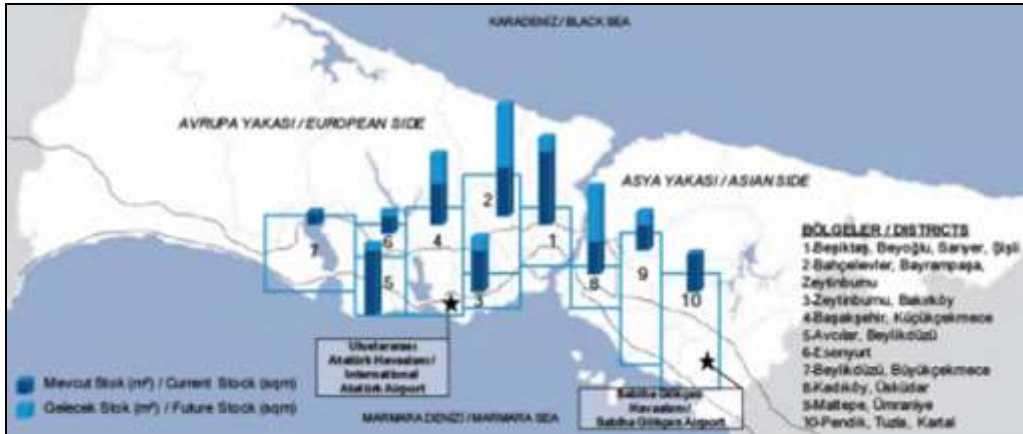 KARADENİZ / BLACK SEA
AVRUPA YAKASI / EUROPEAN SIDE
ASYA YAKASI / ASIAN SIDE
2
1
4
6
7
5
3
8
9
10
BÖLGELER / DISTRICTS
1-Beşiktaş, Beyoğlu, Sarıyer, Şişli
2-Bahçelievler, Bayrampaşa,
Zeytinburnu
3-Zeytinburnu, Bakırköy
4-Başakşehir, Küçükçekmece
5-Avcılar, Beylikdüzü
6-Esenyurt
7-Beylikdüzü, Büyükçekmece
8-Kadıköy, Üsküdar
9-Maltepe, Ümraniye
10-Pendik, Tuzla, Kartal
Uluslararası
Atatürk Havaalanı /
International
Atatürk Airport
Sabiha Gökçen
Havaalanı /
Sabiha Gökçen Airport
Mevcut Stok (m²) / Current Stock (sqm)
Gelecek Stok (m²) / Future Stock (sqm)
MARMARA DENİZİ / MARMARA SEA